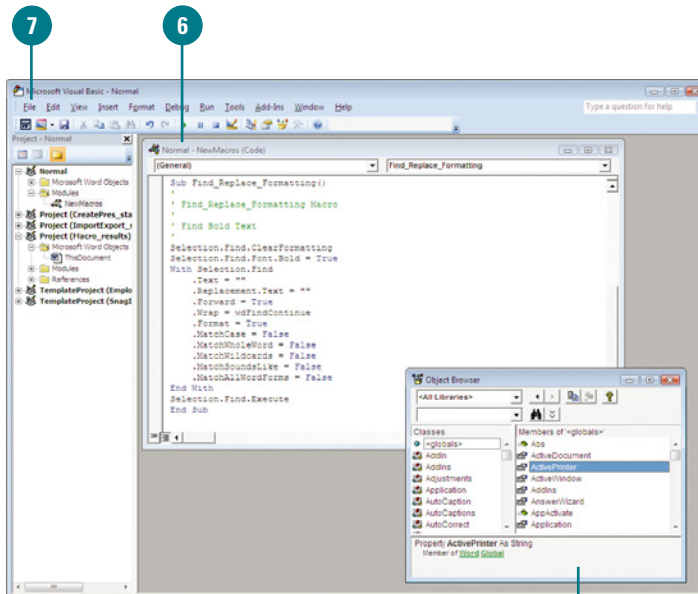 7
6
Microsoft Visual Basic - Normal
File Edit View Insert Format Debug Run Tools Add-Ins Window Help
Type a question for help
Project - Normal
Normal
Microsoft Word Objects
Modules
NewMacros
Project (CreatePres_sta
Project (ImportExport_
Project (Macro_results)
Microsoft Word Objects
ThisDocument
Modules
References
TemplateProject (Emplo
TemplateProject (SnagI
Normal - NewMacros (Code)
(General)
Find_Replace_Formatting
Sub Find_Replace_Formatting()
'
' Find_Replace_Formatting Macro
'
' Find Bold Text
'
Selection.Find.ClearFormatting
Selection.Find.Font.Bold = True
With Selection.Find
.Text = ""
.Replacement.Text = ""
.Forward = True
.Wrap = wdFindContinue
.Format = True
.MatchCase = False
.MatchWholeWord = False
.MatchWildcards = False
.MatchSoundsLike = False
.MatchAllWordForms = False
End With
Selection.Find.Execute
End Sub
Object Browser
<All Libraries>
Classes
<globals>
AddIn
AddIns
Adjustments
Application
AutoCaption
AutoCaptions
AutoCorrect
Members of '<globals>'
Abs
ActiveDocument
ActivePrinter
ActiveWindow
AddIns
AnswerWizard
AppActivate
Application
Property ActivePrinter As String
Member of Word.Global